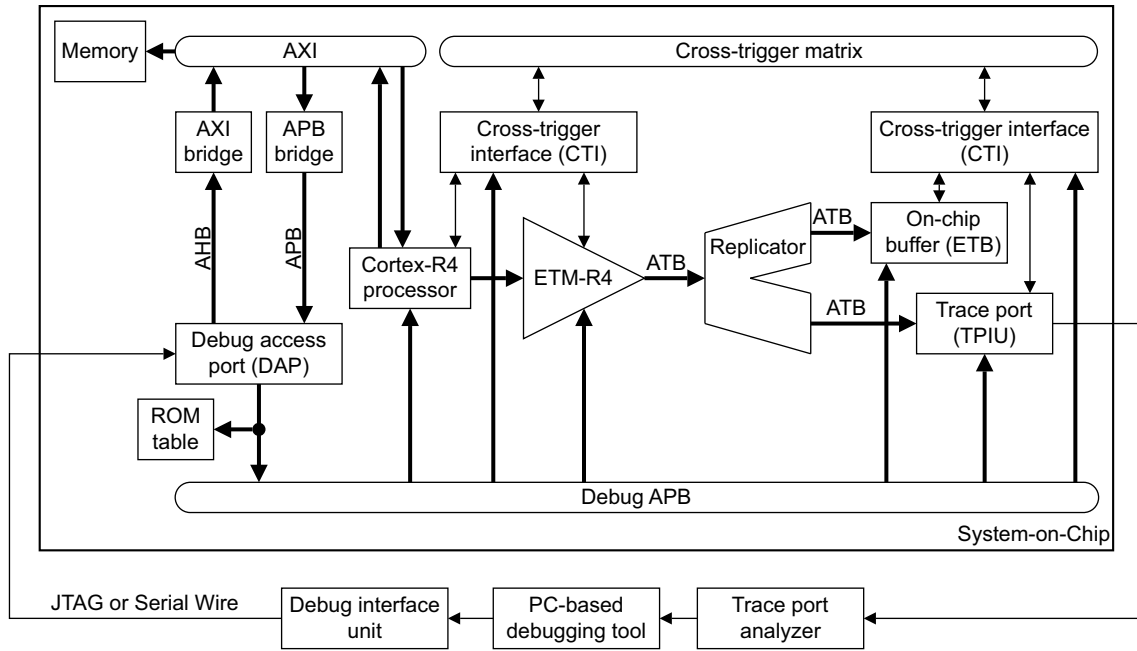 Memory
AXI
Cross-trigger matrix
AXI
bridge
APB
bridge
Cross-trigger
interface (CTI)
Cross-trigger interface
(CTI)
AHB
APB
Cortex-R4
processor
ETM-R4
ATB
Replicator
ATB
On-chip
buffer (ETB)
ATB
Trace port
(TPIU)
Debug access
port (DAP)
ROM
table
Debug APB
System-on-Chip
JTAG or Serial Wire
Debug interface
unit
PC-based
debugging tool
Trace port
analyzer